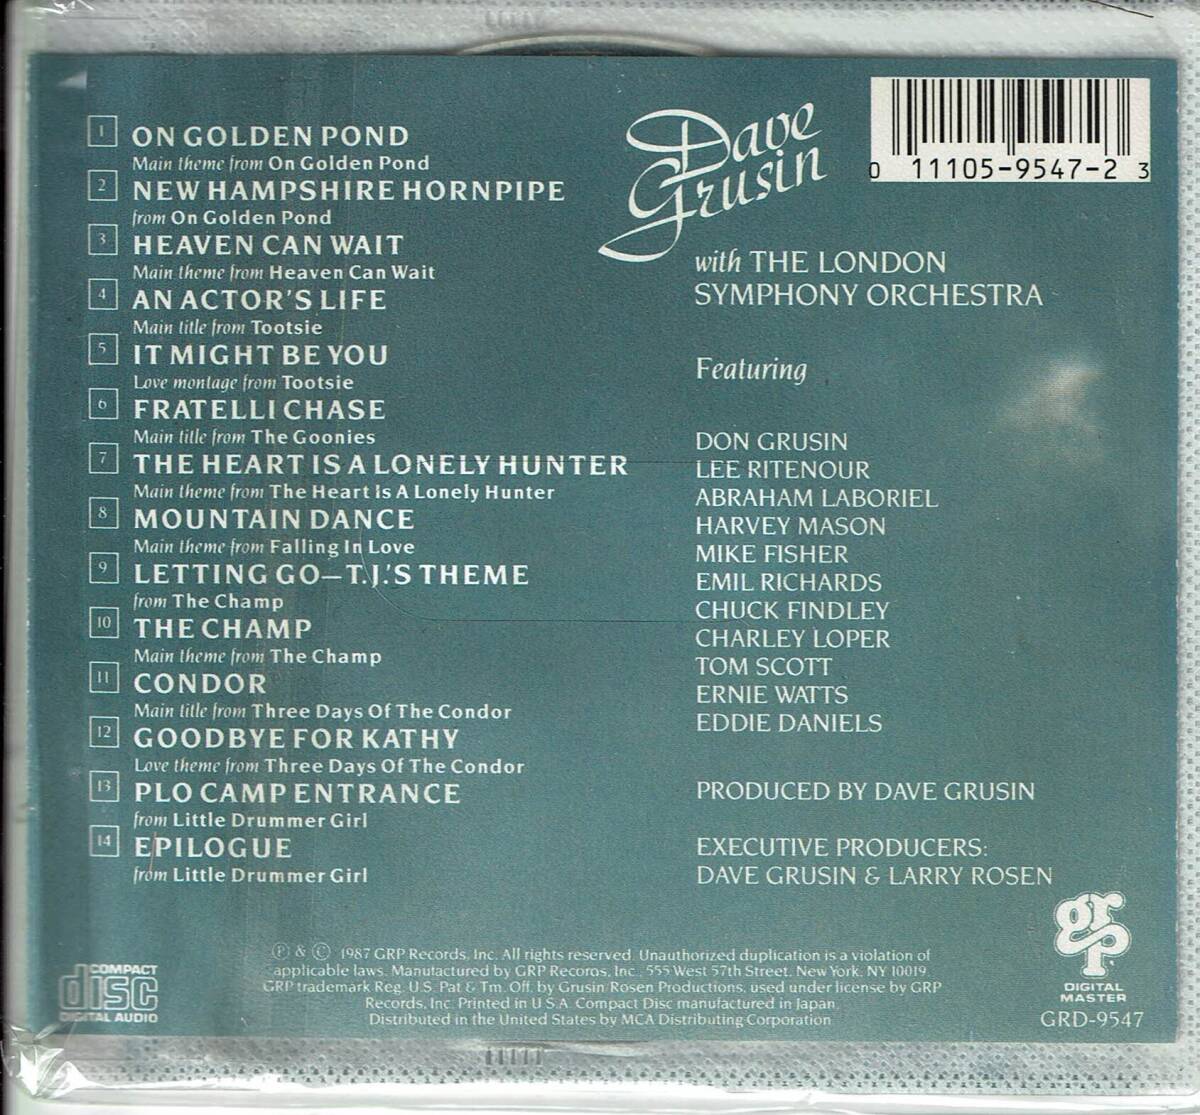 1 ON GOLDEN POND
Main theme from On Golden Pond
2 NEW HAMPSHIRE HORNPIPE
from On Golden Pond
3 HEAVEN CAN WAIT
Main theme from Heaven Can Wait
4 AN ACTOR'S LIFE
Main title from Tootsie
5 IT MIGHT BE YOU
Love montage from Tootsie
6 FRATELLI CHASE
Main title from The Goonies
7 THE HEART IS A LONELY HUNTER
Main theme from The Heart Is A Lonely Hunter
8 MOUNTAIN DANCE
Main theme from Falling In Love
9 LETTING GO—T.J.'S THEME
from The Champ
10 THE CHAMP
Main theme from The Champ
11 CONDOR
Main title from Three Days Of The Condor
12 GOODBYE FOR KATHY
Love theme from Three Days Of The Condor
13 PLO CAMP ENTRANCE
from Little Drummer Girl
14 EPILOGUE
from Little Drummer Girl
Dave
Grusin
0 11105-9547-2 3
with THE LONDON
SYMPHONY ORCHESTRA
Featuring
DON GRUSIN
LEE RITENOUR
ABRAHAM LABORIEL
HARVEY MASON
MIKE FISHER
EMIL RICHARDS
CHUCK FINDLEY
CHARLEY LOPER
TOM SCOTT
ERNIE WATTS
EDDIE DANIELS
PRODUCED BY DAVE GRUSIN
EXECUTIVE PRODUCERS:
DAVE GRUSIN & LARRY ROSEN
℗ & © 1987 GRP Records, Inc. All rights reserved. Unauthorized duplication is a violation of
applicable laws. Manufactured by GRP Records, Inc., 555 West 57th Street, New York, NY 10019.
GRP trademark Reg. U.S. Pat & Tm. Off. by Grusin Rosen Productions, used under license by GRP
Records, Inc. Printed in U.S.A. Compact Disc manufactured in Japan.
Distributed in the United States by MCA Distributing Corporation
COMPACT
disc
DIGITAL AUDIO
grp
DIGITAL
MASTER
GRD-9547